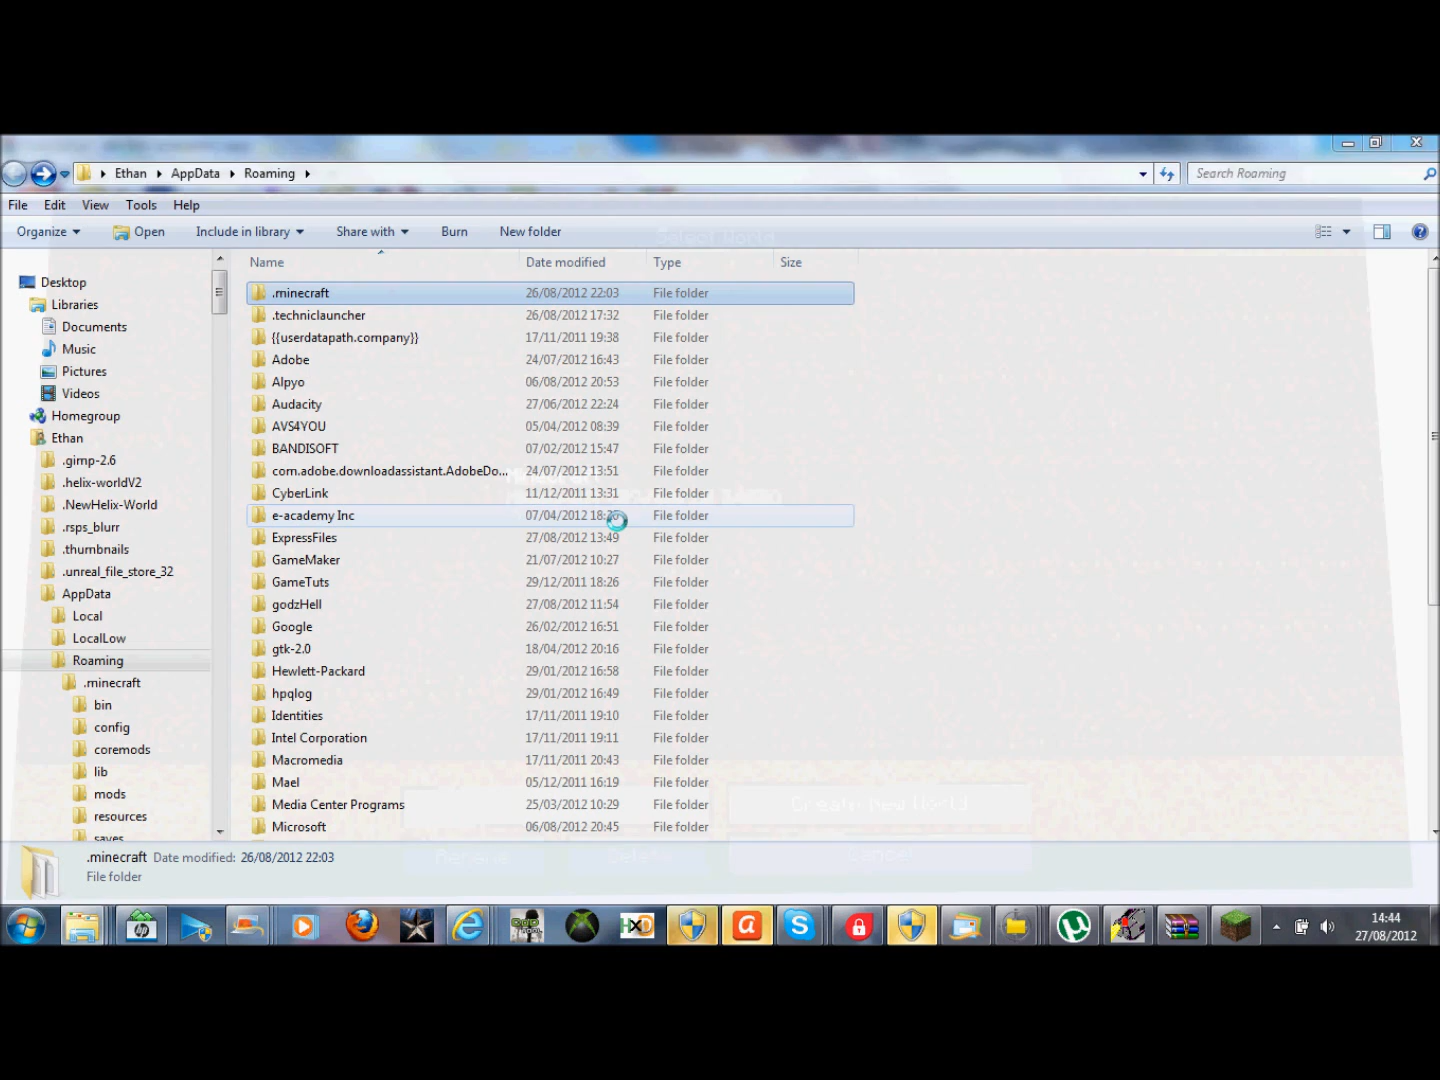 Ethan AppData Roaming Search Roaming
File Edit View Tools Help
Organize Open Include in library Share with Burn New folder
Select World
Name Date modified Type Size
Desktop
Libraries
Documents
Music
Pictures
Videos
Homegroup
Ethan
.gimp-2.6
.helix-worldV2
.NewHelix-World
.rsps_blurr
.thumbnails
.unreal_file_store_32
AppData
Local
LocalLow
Roaming
.minecraft
bin
config
coremods
lib
mods
resources
saves
.minecraft 26/08/2012 22:03 File folder
.techniclauncher 26/08/2012 17:32 File folder
{{userdatapath.company}} 17/11/2011 19:38 File folder
Adobe 24/07/2012 16:43 File folder
Alpyo 06/08/2012 20:53 File folder
Audacity 27/06/2012 22:24 File folder
AVS4YOU 05/04/2012 08:39 File folder
BANDISOFT 07/02/2012 15:47 File folder
com.adobe.downloadassistant.AdobeDo... 24/07/2012 13:51 File folder
CyberLink 11/12/2011 13:31 File folder
e-academy Inc 07/04/2012 File folder
ExpressFiles 27/08/2012 13:49 File folder
GameMaker 21/07/2012 10:27 File folder
GameTuts 29/12/2011 18:26 File folder
godzHell 27/08/2012 11:54 File folder
Google 26/02/2012 16:51 File folder
gtk-2.0 18/04/2012 20:16 File folder
Hewlett-Packard 29/01/2012 16:58 File folder
hpqlog 29/01/2012 16:49 File folder
Identities 17/11/2011 19:10 File folder
Intel Corporation 17/11/2011 19:11 File folder
Macromedia 17/11/2011 20:43 File folder
Mael 05/12/2011 16:19 File folder
Media Center Programs 25/03/2012 10:29 File folder
Microsoft 06/08/2012 20:45 File folder
Create New World
Rename Delete Cancel
.minecraft Date modified: 26/08/2012 22:03
File folder
14:44
27/08/2012